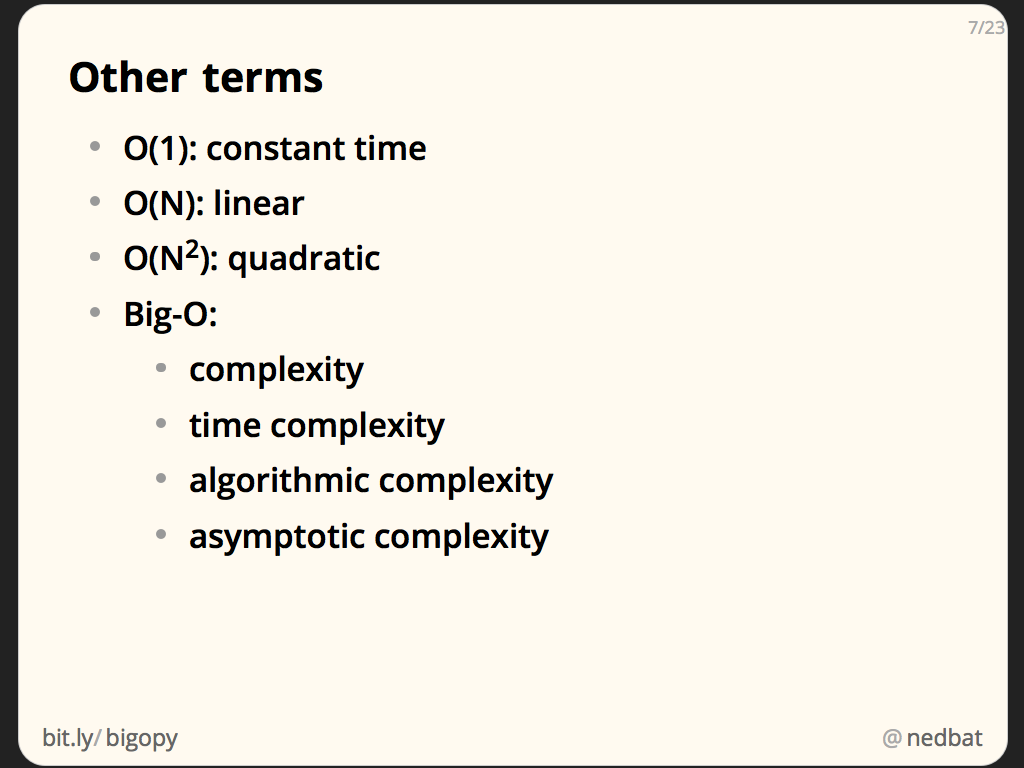 7/23
Other terms
• O(1): constant time
• O(N): linear
• O(N²): quadratic
• Big-O:
• complexity
• time complexity
• algorithmic complexity
• asymptotic complexity
bit.ly/bigopy
@nedbat